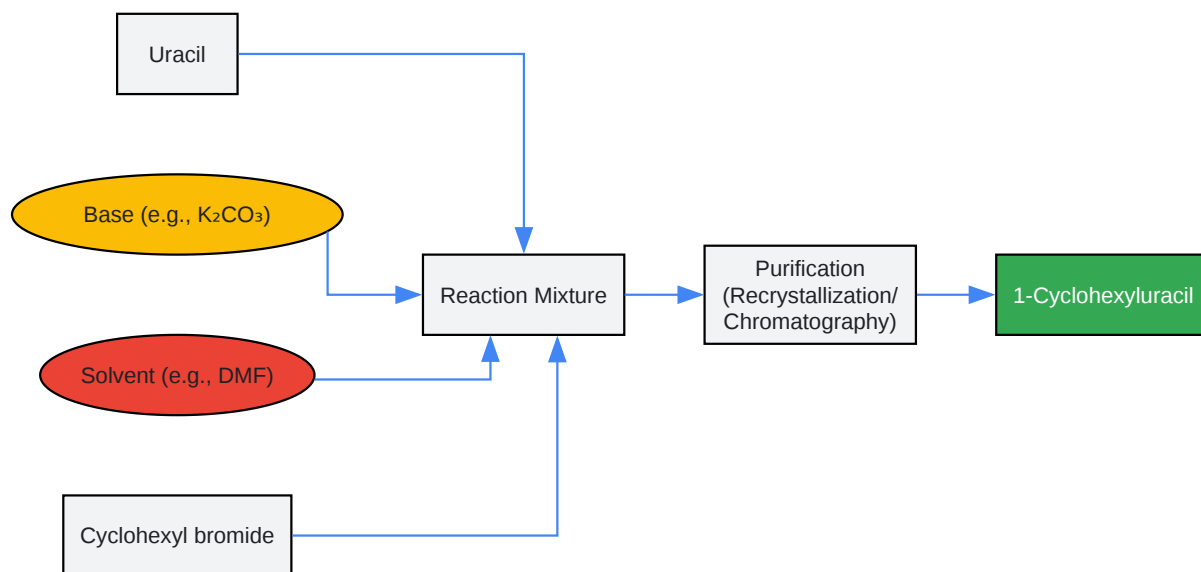 Uracil
Base (e.g., K₂CO₃)
Solvent (e.g., DMF)
Cyclohexyl bromide
Reaction Mixture
Purification
(Recrystallization/
Chromatography)
1-Cyclohexyluracil